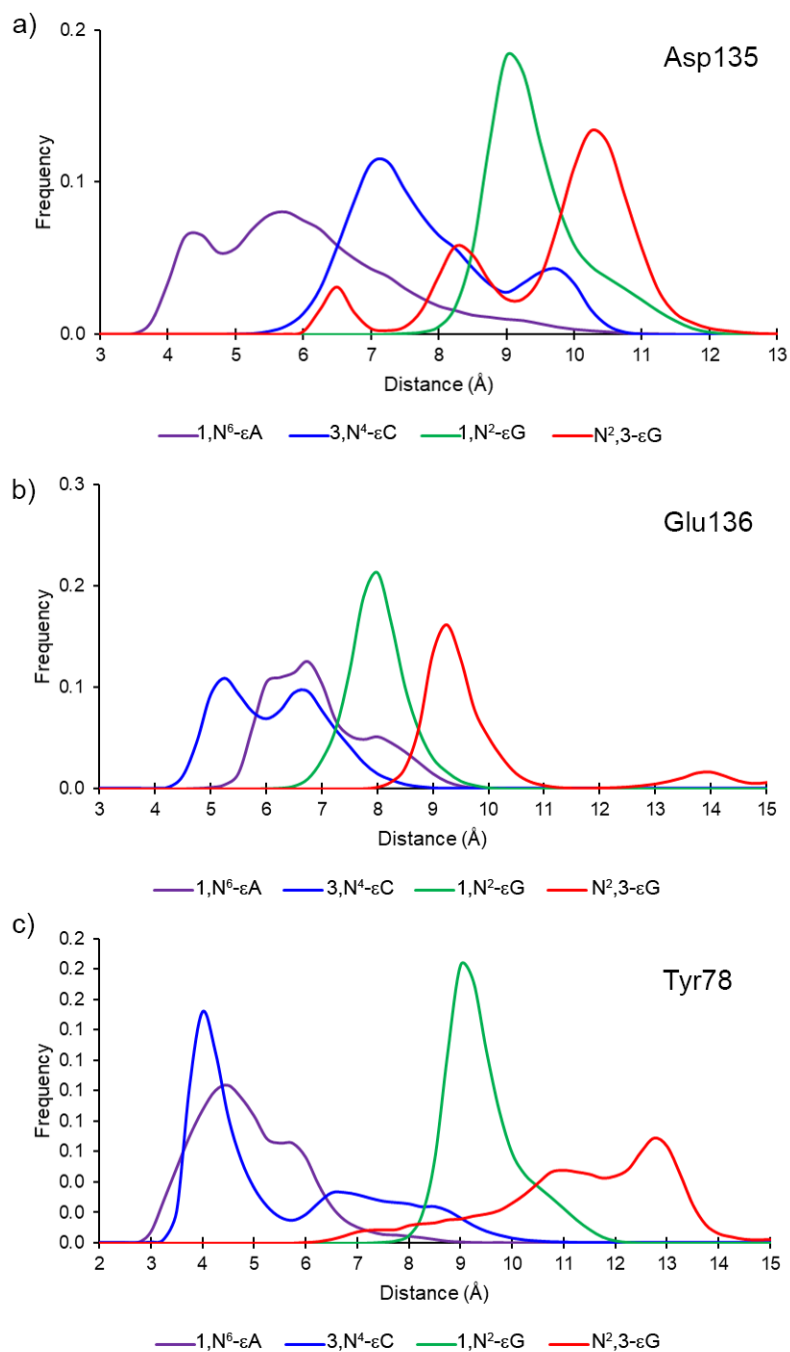 a)
Asp135
0.2
0.1
0.0
Frequency
3 4 5 6 7 8 9 10 11 12 13
Distance (Å)
1,N⁶-εA 3,N⁴-εC 1,N²-εG N²,3-εG
b)
Glu136
0.3
0.2
0.1
0.0
Frequency
3 4 5 6 7 8 9 10 11 12 13 14 15
Distance (Å)
1,N⁶-εA 3,N⁴-εC 1,N²-εG N²,3-εG
c)
Tyr78
0.2
0.2
0.2
0.1
0.1
0.1
0.1
0.1
0.0
0.0
0.0
Frequency
2 3 4 5 6 7 8 9 10 11 12 13 14 15
Distance (Å)
1,N⁶-εA 3,N⁴-εC 1,N²-εG N²,3-εG